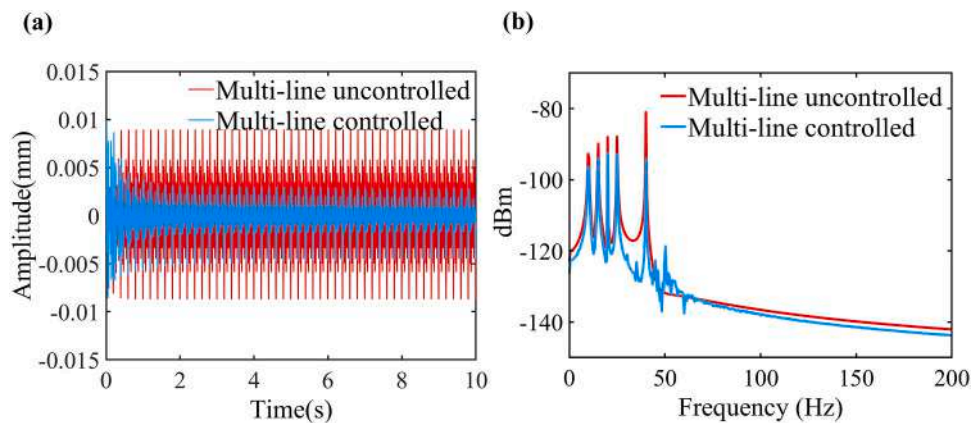 (a)
0.015
0.01
0.005
0
-0.005
-0.01
-0.015
Amplitude(mm)
Multi-line uncontrolled
Multi-line controlled
0 2 4 6 8 10
Time(s)
(b)
-80
-100
-120
-140
dBm
Multi-line uncontrolled
Multi-line controlled
0 50 100 150 200
Frequency (Hz)